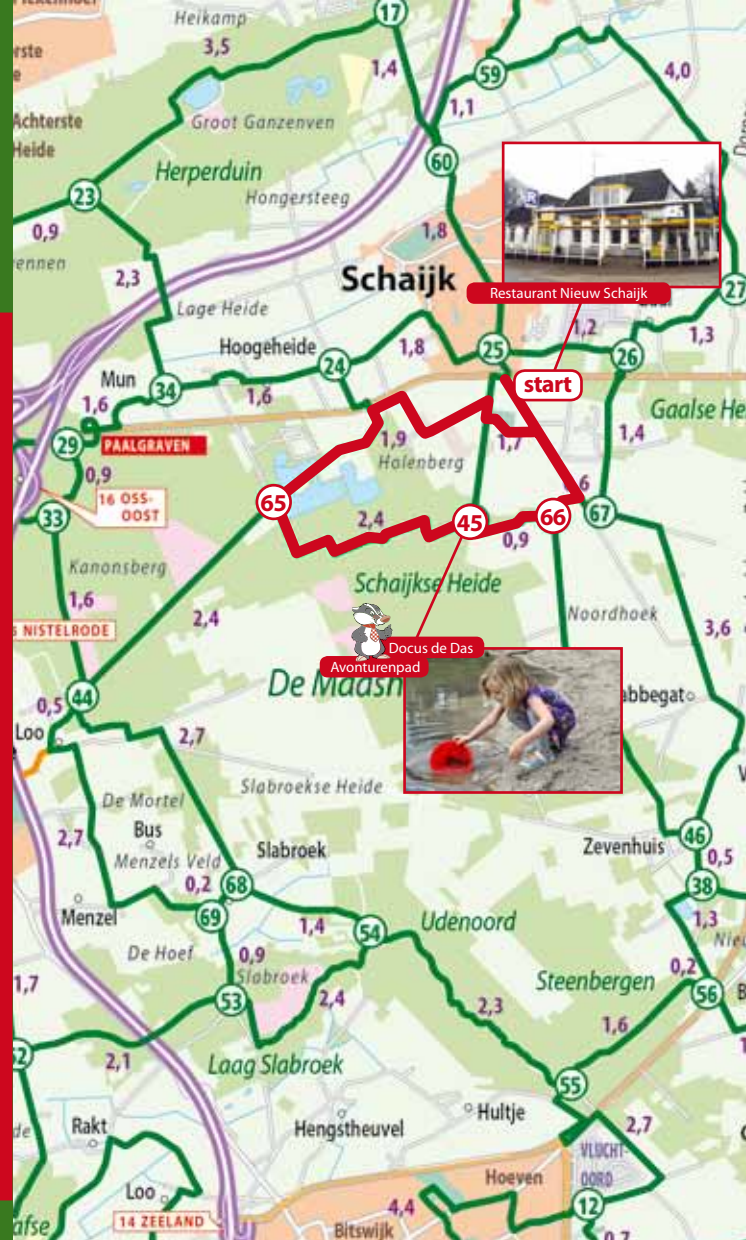 Heikamp
17
3,5
1,4
59
4,0
1,1
Achterste
Heide
Groot Ganzenven
60
Herperduin
23
Hongersteeg
0,9
1,8
2,3
Schaijk
27
Restaurant Nieuw Schaijk
Lage Heide
1,2
1,3
Hoogeheide
1,8
25
26
24
start
Mun
34
1,6
1,6
Gaalse He
29
PAALGRAVEN
1,9
1,7
1,4
Holenberg
0,9
16 OSS-
OOST
65
,6
33
2,4
45
66
67
0,9
Kanonsberg
Schaijkse Heide
1,6
2,4
Noordhoek
3,6
NISTELRODE
Docus de Das
Avonturenpad
De Maash
44
0,5
abbegat
Loo
2,7
Slabroekse Heide
De Mortel
2,7
Bus
Slabroek
Zevenhuis
46
0,5
Menzels Veld
0,2
68
38
Menzel
69
1,4
54
Udenoord
1,3
De Hoef
0,9
0,2
1,7
Slabroek
53
2,4
2,3
Steenbergen
56
1,6
2,1
Laag Slabroek
55
Rakt
Hengstheuvel
Hultje
2,7
VLUCHT-
OORD
Hoeven
Loo
4,4
12
14 ZEELAND
Bitswijk
0,7